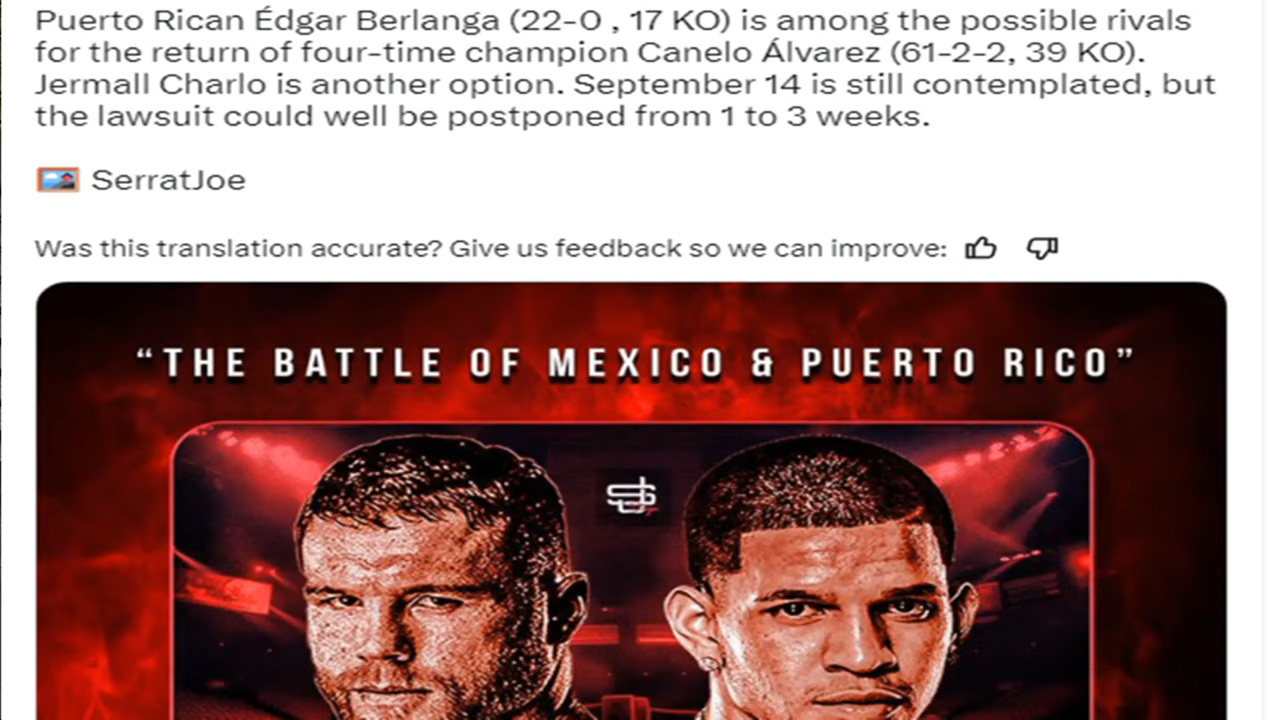 Puerto Rican Édgar Berlanga (22-0 , 17 KO) is among the possible rivals
for the return of four-time champion Canelo Álvarez (61-2-2, 39 KO).
Jermall Charlo is another option. September 14 is still contemplated, but
the lawsuit could well be postponed from 1 to 3 weeks.
SerratJoe
Was this translation accurate? Give us feedback so we can improve:
“THE BATTLE OF MEXICO & PUERTO RICO”